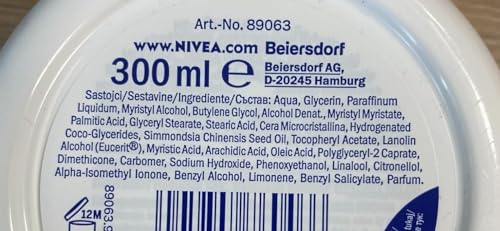 Art.-No. 89063
www.NIVEA.com Beiersdorf
300 ml e Beiersdorf AG,
D-20245 Hamburg
Sastojci/Sestavine/Ingrediente/Състав: Aqua, Glycerin, Paraffinum
Liquidum, Myristyl Alcohol, Butylene Glycol, Alcohol Denat., Myristyl Myristate,
Palmitic Acid, Glyceryl Stearate, Stearic Acid, Cera Microcristallina, Hydrogenated
Coco-Glycerides, Simmondsia Chinensis Seed Oil, Tocopheryl Acetate, Lanolin
Alcohol (Eucerit®), Myristic Acid, Arachidic Acid, Oleic Acid, Polyglyceryl-2 Caprate,
Dimethicone, Carbomer, Sodium Hydroxide, Phenoxyethanol, Linalool, Citronellol,
Alpha-Isomethyl Ionone, Benzyl Alcohol, Limonene, Benzyl Salicylate, Parfum.
12M
89063.9